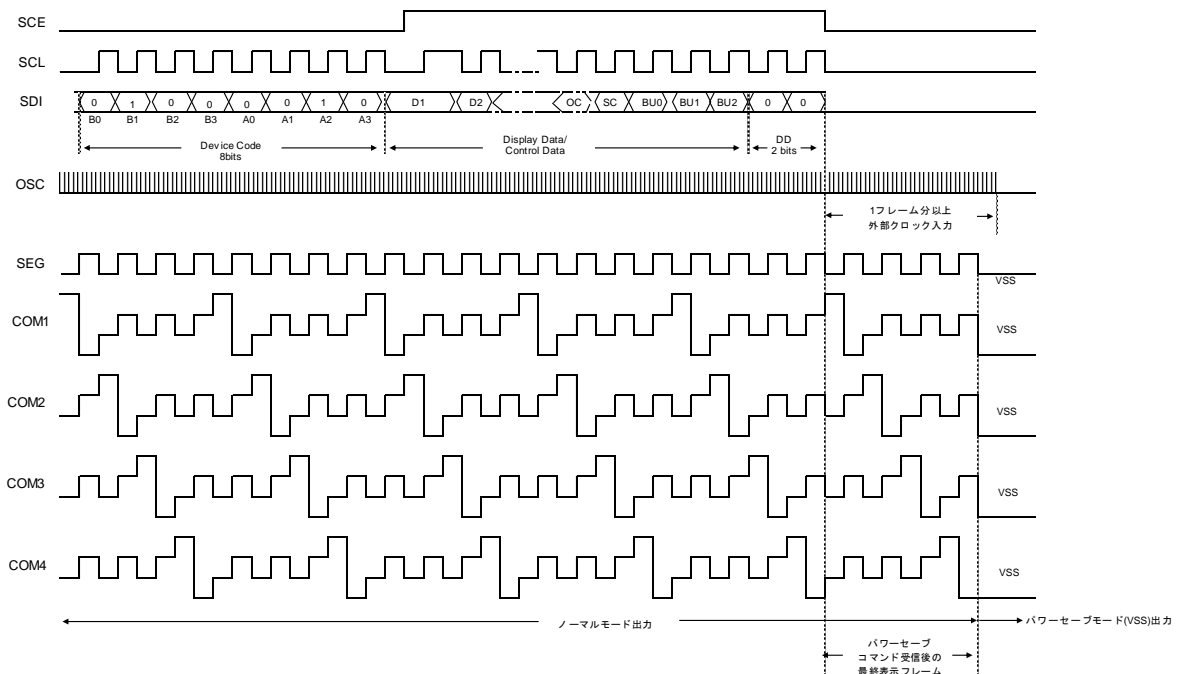 SCE
SCL
SDI
0 1 0 0 0 0 1 0 D1 D2 OC SC BU0 BU1 BU2 0 0
B0 B1 B2 B3 A0 A1 A2 A3
Device Code
8bits
Display Data/
Control Data
DD
2 bits
OSC
1フレーム分以上
外部クロック入力
SEG
VSS
COM1
VSS
COM2
VSS
COM3
VSS
COM4
VSS
ノーマルモード出力
パワーセーブモード(VSS)出力
パワーセーブ
コマンド受信後の
最終表示フレーム